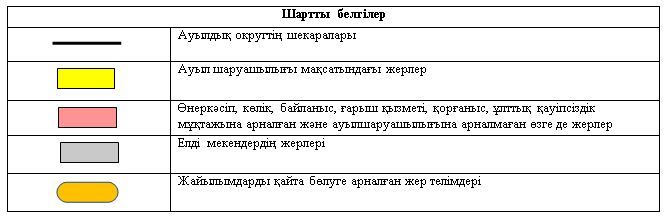 Шартты белгілер
Ауылдық округтің шекаралары
Ауыл шаруашылығы мақсатындағы жерлер
Өнеркәсіп, көлік, байланыс, ғарыш қызметі, қорғаныс, ұлттық қауіпсіздік
мұқтажына арналған және ауылшаруашылығына арналмаған өзге де жерлер
Елді мекендердің жерлері
Жайылымдарды қайта бөлуге арналған жер телімдері